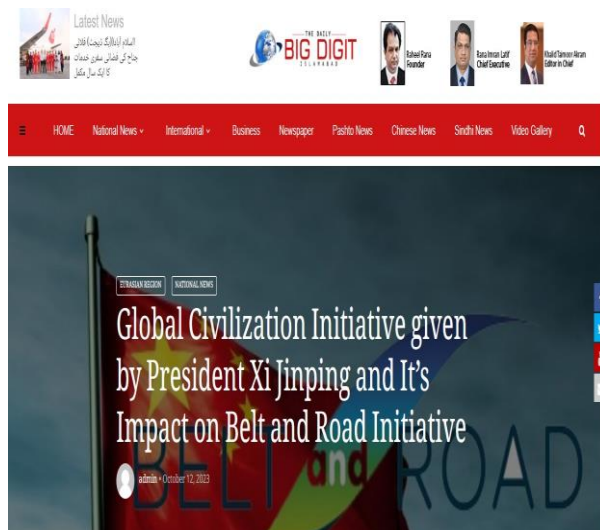 Latest News
السلام آباد(بگ ڈیجٹ) فلائی
جناح کی فضائی سفری خدمات
کا ایک سال مکمل
THE DAILY
BIG DIGIT
ISLAMABAD
Raheel Rana
Founder
Rana Imran Latif
Chief Executive
Khalid Taimoor Akram
Editor in Chief
HOME National News International Business Newspaper Pashto News Chinese News Sindhi News Video Gallery
EURASIAN REGION NATIONAL NEWS
Global Civilization Initiative given
by President Xi Jinping and It's
Impact on Belt and Road Initiative
BELT and ROAD
admin • October 12, 2023